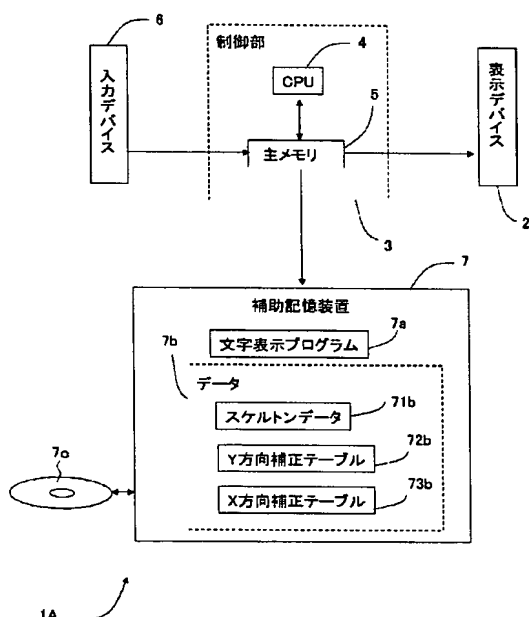 6
制御部
4
CPU
5
入力デバイス
主メモリ
表示デバイス
2
3
7
補助記憶装置
7a
文字表示プログラム
7b
データ
71b
スケルトンデータ
72b
Y方向補正テーブル
7c
73b
X方向補正テーブル
1A